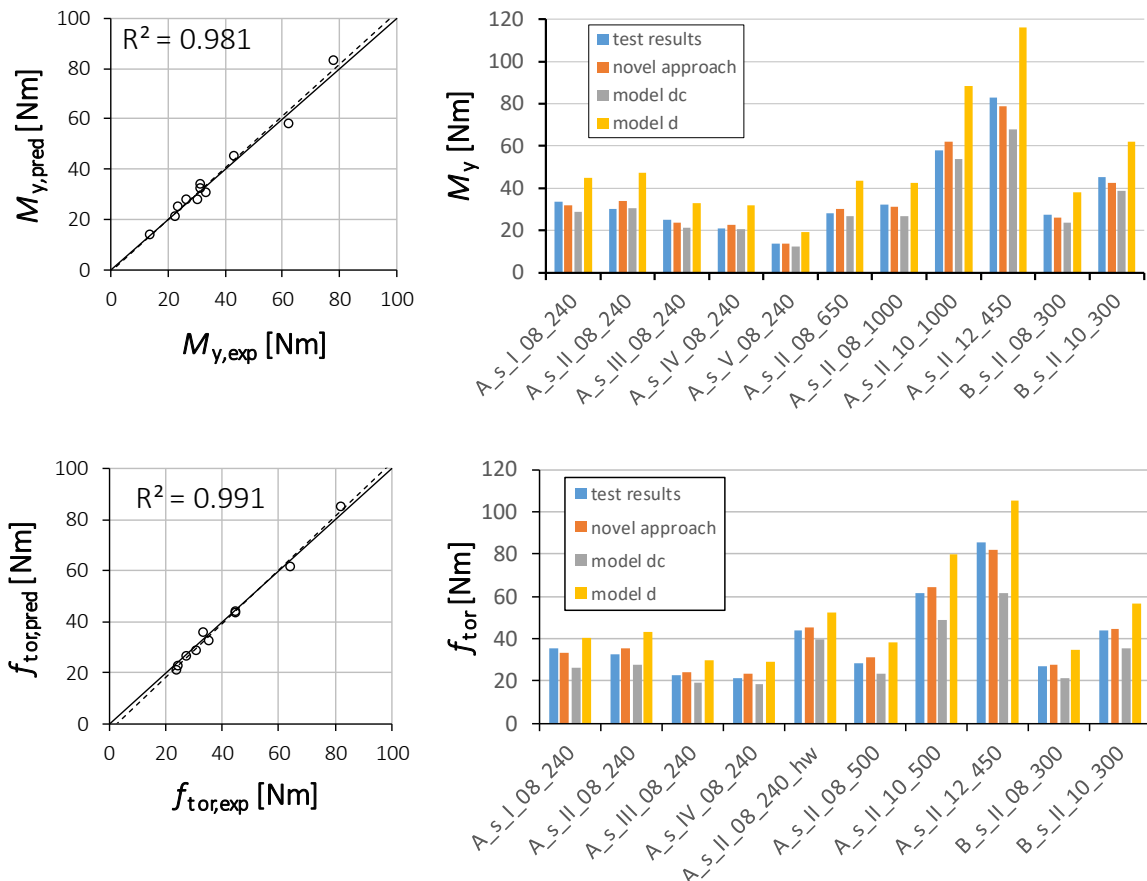 R² = 0.981
M_y,pred [Nm]
100
80
60
40
20
0
0 20 40 60 80 100
M_y,exp [Nm]
test results
novel approach
model dc
model d
M_y [Nm]
120
100
80
60
40
20
0
A_s_I_08_240
A_s_II_08_240
A_s_III_08_240
A_s_IV_08_240
A_s_V_08_240
A_s_II_08_650
A_s_II_08_1000
A_s_II_10_1000
A_s_II_12_450
B_s_II_08_300
B_s_II_10_300
R² = 0.991
f_tor,pred [Nm]
100
80
60
40
20
0
0 20 40 60 80 100
f_tor,exp [Nm]
test results
novel approach
model dc
model d
f_tor [Nm]
120
100
80
60
40
20
0
A_s_I_08_240
A_s_II_08_240
A_s_III_08_240
A_s_IV_08_240
A_s_II_08_240_hw
A_s_II_08_500
A_s_II_10_500
A_s_II_12_450
B_s_II_08_300
B_s_II_10_300